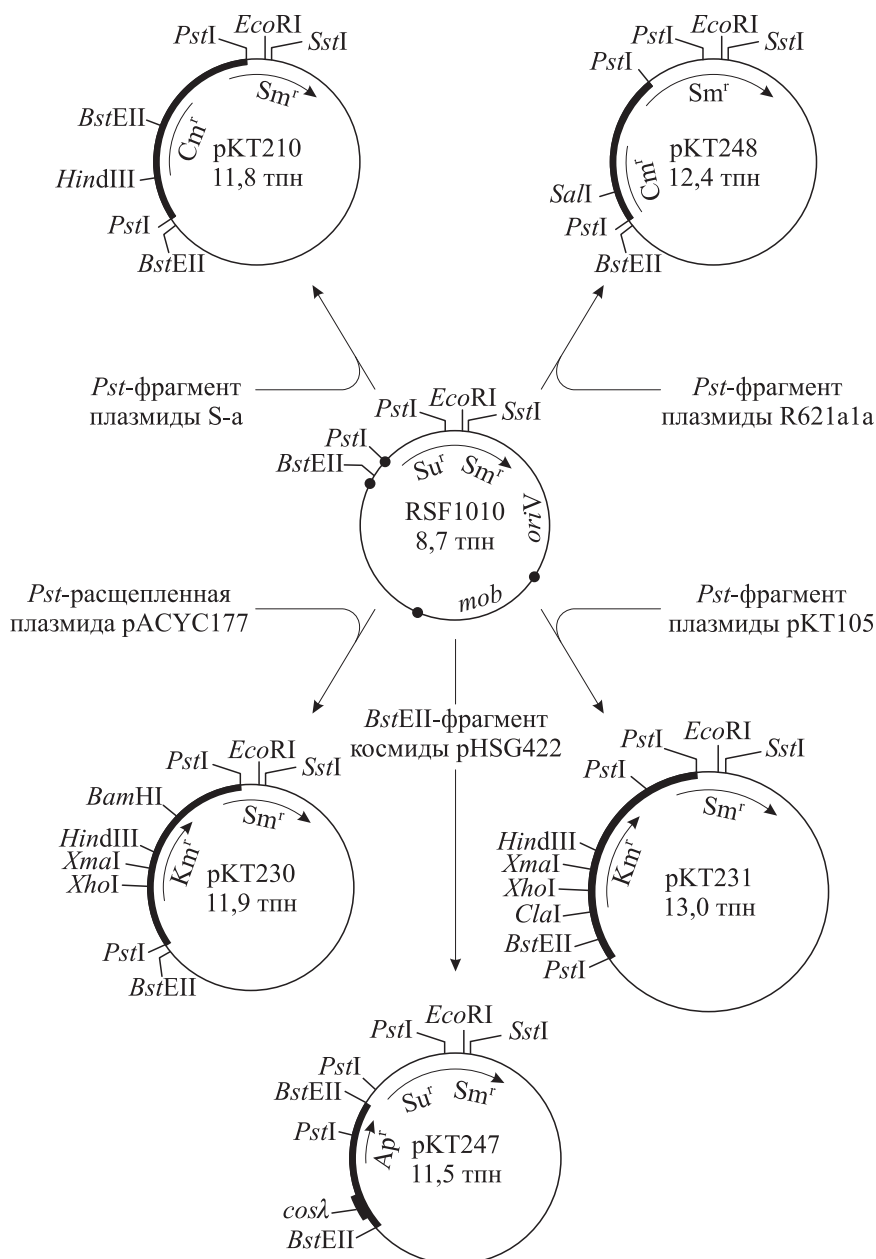 EcoRI
PstI
SstI
Smʳ
BstEII
Cmʳ
pKT210
11,8 тпн
HindIII
PstI
BstEII
EcoRI
PstI
SstI
PstI
Smʳ
pKT248
12,4 тпн
Cmʳ
SalI
PstI
BstEII
Pst-фрагмент
плазмиды S-a
Pst-фрагмент
плазмиды R621a1a
EcoRI
PstI
SstI
PstI
BstEII
Suʳ
Smʳ
RSF1010
8,7 тпн
oriV
mob
Pst-расщепленная
плазмида pACYC177
Pst-фрагмент
плазмиды pKT105
BstEII-фрагмент
космиды pHSG422
EcoRI
PstI
SstI
BamHI
Smʳ
HindIII
XmaI
XhoI
Kmʳ
pKT230
11,9 тпн
PstI
BstEII
EcoRI
PstI
SstI
PstI
Smʳ
HindIII
XmaI
XhoI
ClaI
Kmʳ
pKT231
13,0 тпн
BstEII
PstI
EcoRI
PstI
SstI
PstI
BstEII
Suʳ
Smʳ
PstI
Apʳ
pKT247
11,5 тпн
cosλ
BstEII